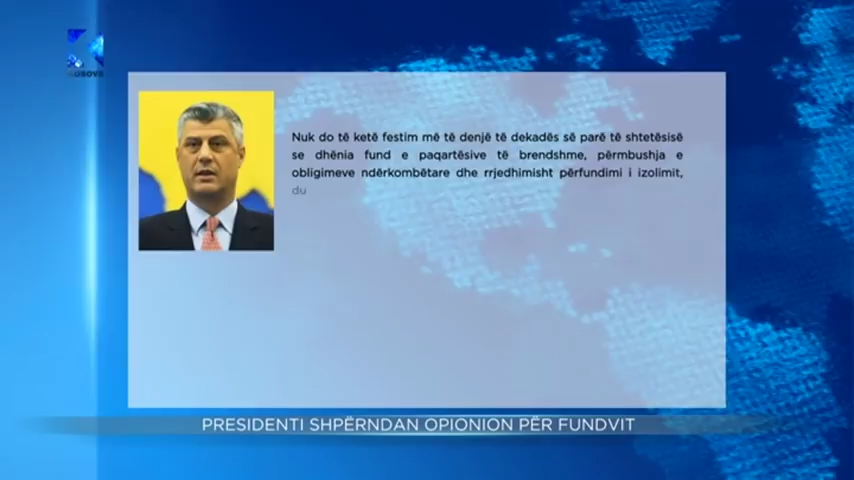 KOSOVA
Nuk do të ketë festim më të denjë të dekadës së parë të shtetësisë
se dhënia fund e paqartësive të brendshme, përmbushja e
obligimeve ndërkombëtare dhe rrjedhimisht përfundimi i izolimit,
du
PRESIDENTI SHPËRNDAN OPIONION PËR FUNDVIT